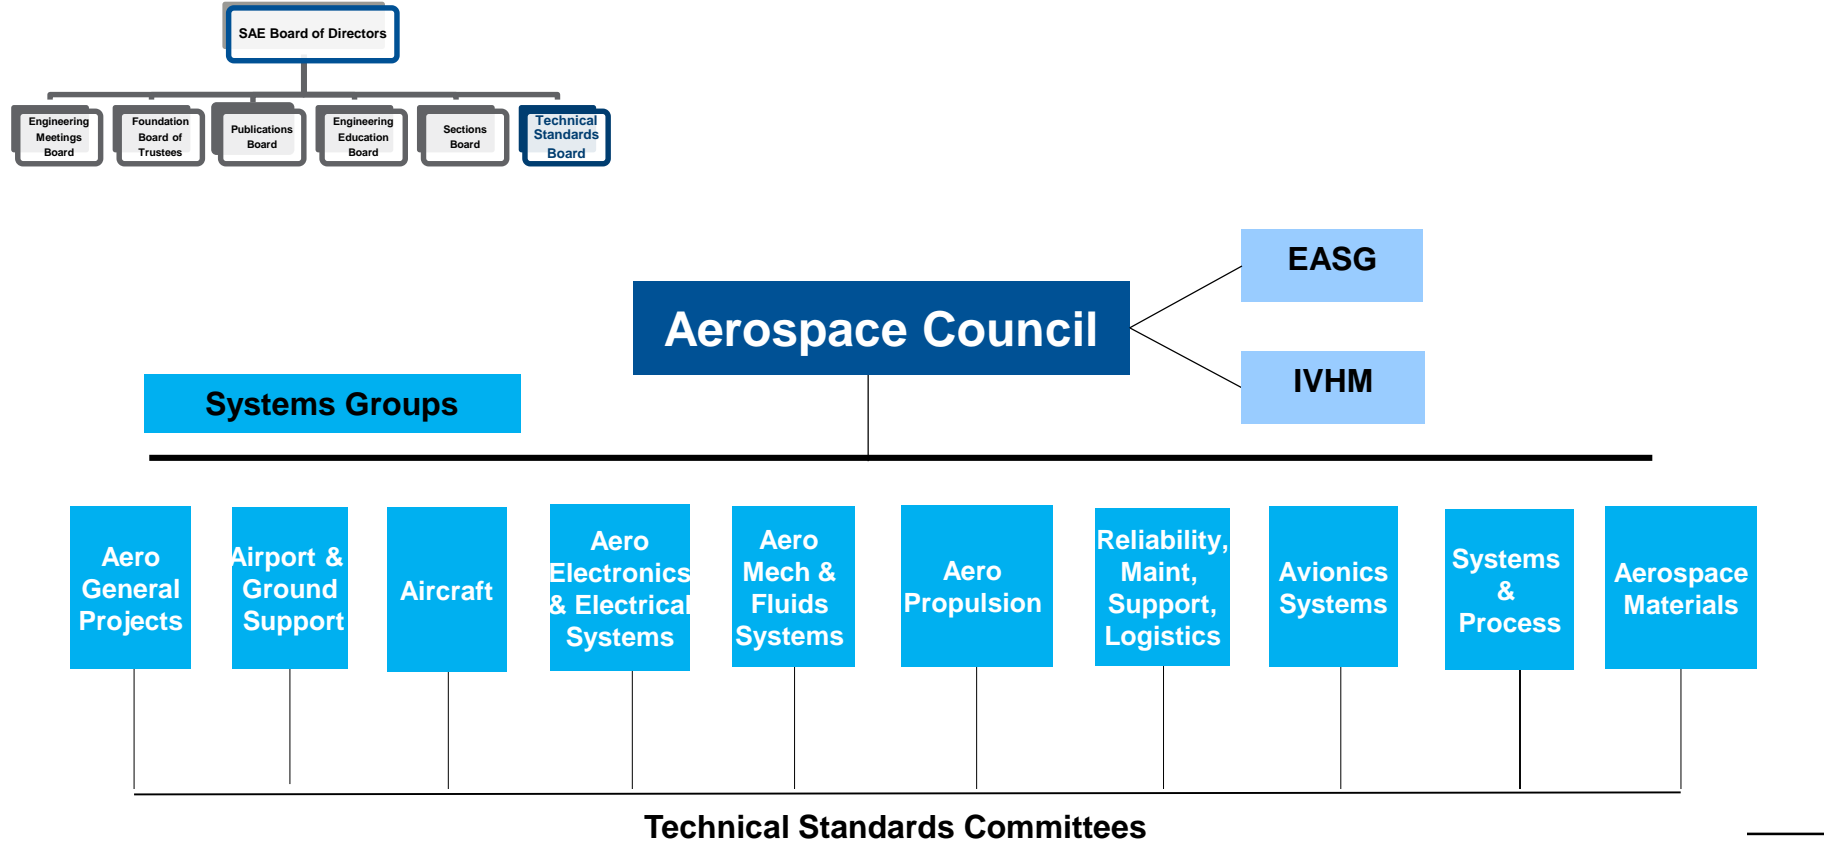 SAE Board of Directors
Engineering
Meetings
Board
Foundation
Board of
Trustees
Publications
Board
Engineering
Education
Board
Sections
Board
Technical
Standards
Board
EASG
Aerospace Council
IVHM
Systems Groups
Aero
General
Projects
Airport &
Ground
Support
Aircraft
Aero
Electronics
& Electrical
Systems
Aero
Mech &
Fluids
Systems
Aero
Propulsion
Reliability,
Maint,
Support,
Logistics
Avionics
Systems
Systems
&
Process
Aerospace
Materials
Technical Standards Committees